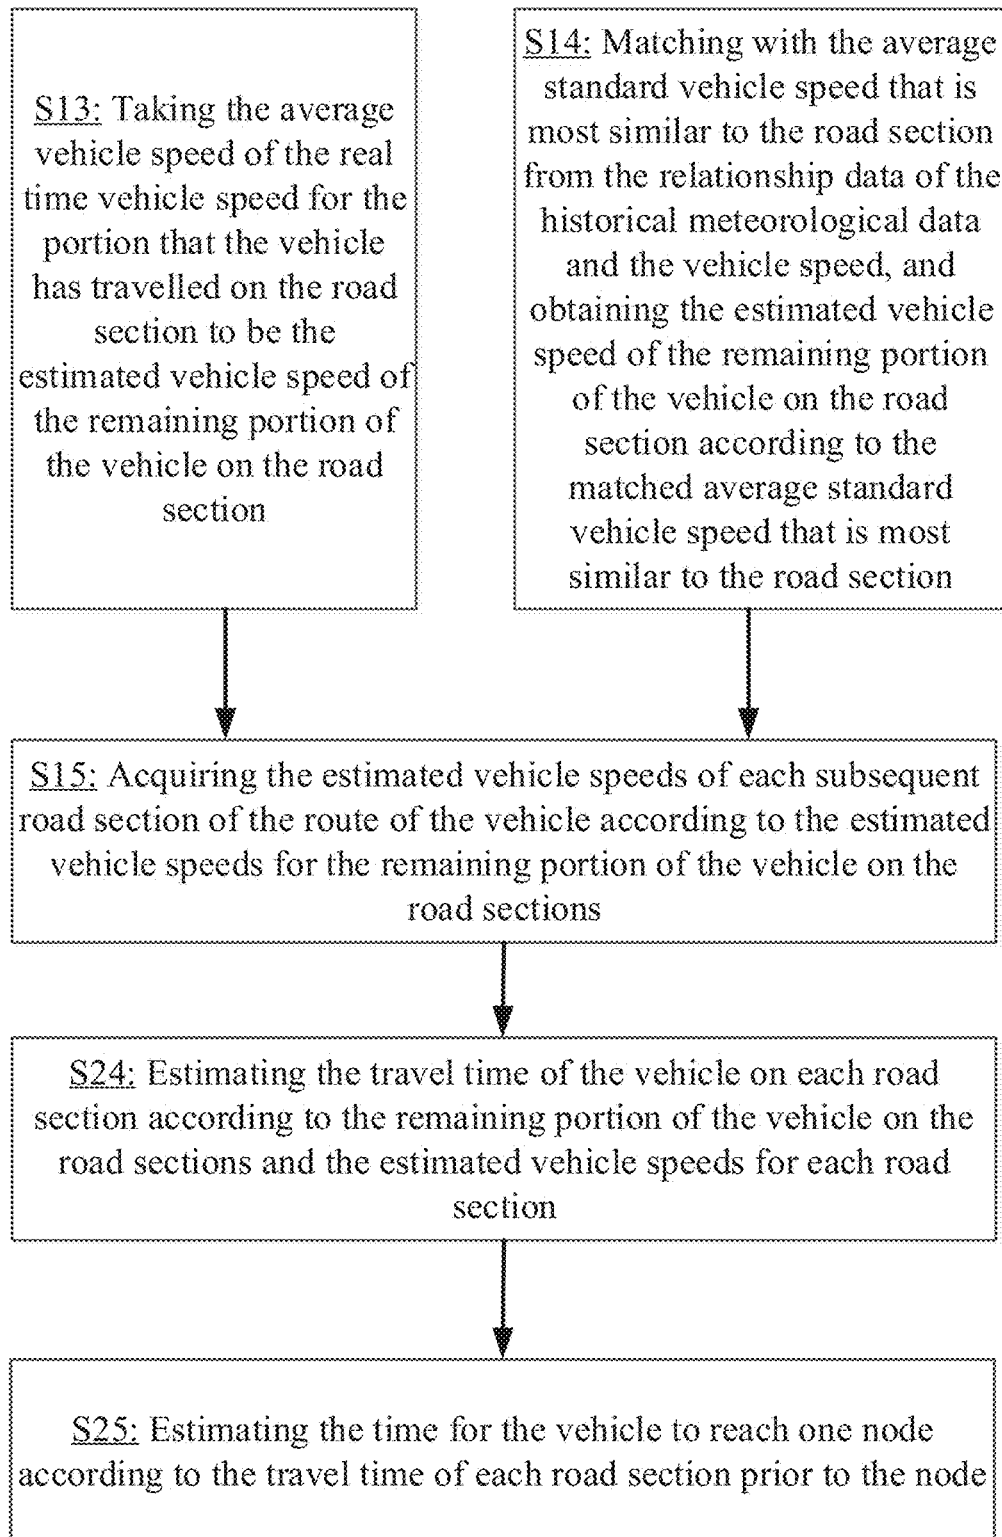 S13: Taking the average
vehicle speed of the real
time vehicle speed for the
portion that the vehicle
has travelled on the road
section to be the
estimated vehicle speed of
the remaining portion of
the vehicle on the road
section
S14: Matching with the average
standard vehicle speed that is
most similar to the road section
from the relationship data of the
historical meteorological data
and the vehicle speed, and
obtaining the estimated vehicle
speed of the remaining portion
of the vehicle on the road
section according to the
matched average standard
vehicle speed that is most
similar to the road section
S15: Acquiring the estimated vehicle speeds of each subsequent
road section of the route of the vehicle according to the estimated
vehicle speeds for the remaining portion of the vehicle on the
road sections
S24: Estimating the travel time of the vehicle on each road
section according to the remaining portion of the vehicle on the
road sections and the estimated vehicle speeds for each road
section
S25: Estimating the time for the vehicle to reach one node
according to the travel time of each road section prior to the node